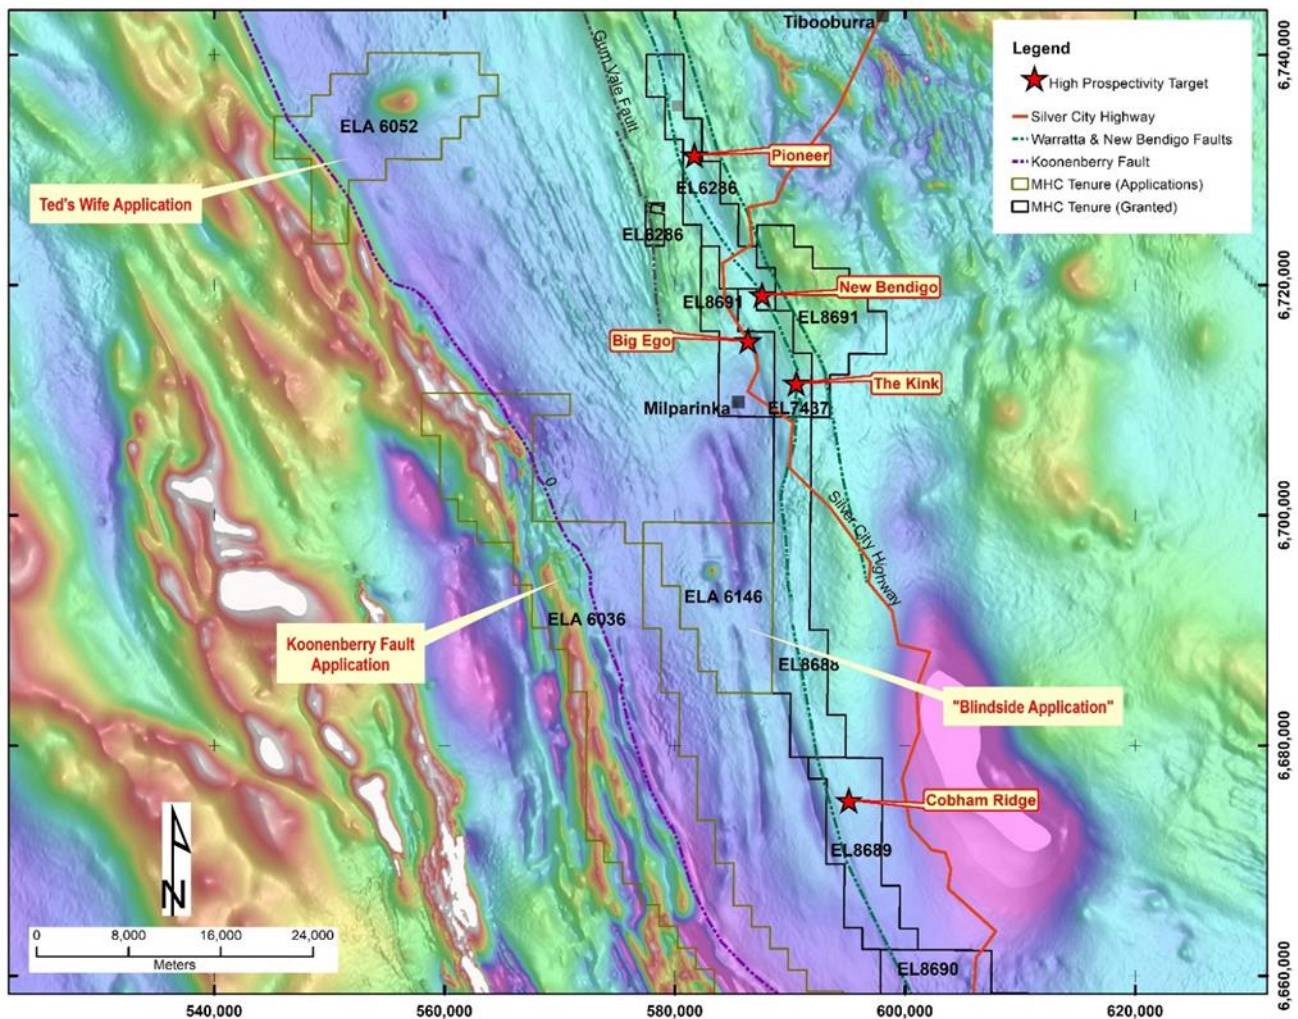 Tibooburra
Legend
High Prospectivity Target
Silver City Highway
Warratta & New Bendigo Faults
Koonenberry Fault
MHC Tenure (Applications)
MHC Tenure (Granted)
6,740,000
Gum Vale Fault
ELA 6052
Pioneer
EL6286
Ted's Wife Application
EL6286
New Bendigo
EL8691
EL8691
6,720,000
Big Ego
The Kink
Milparinka
EL7437
0
Silver City Highway
6,700,000
ELA 6146
ELA 6036
Koonenberry Fault
Application
EL8688
"Blindside Application"
6,680,000
Cobham Ridge
EL8689
N
0 8,000 16,000 24,000
Meters
EL8690
6,660,000
540,000 560,000 580,000 600,000 620,000